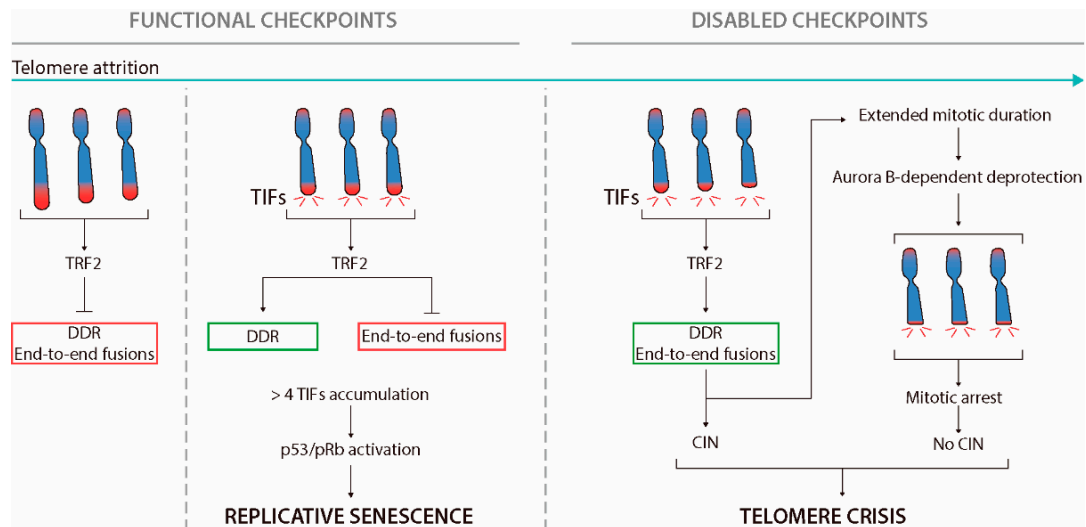 FUNCTIONAL CHECKPOINTS
DISABLED CHECKPOINTS
Telomere attrition
TIFs
TRF2
DDR
End-to-end fusions
TIFs
TRF2
DDR
End-to-end fusions
> 4 TIFs accumulation
p53/pRb activation
REPLICATIVE SENESCENCE
TIFs
TRF2
DDR
End-to-end fusions
CIN
Extended mitotic duration
Aurora B-dependent deprotection
Mitotic arrest
No CIN
TELOMERE CRISIS